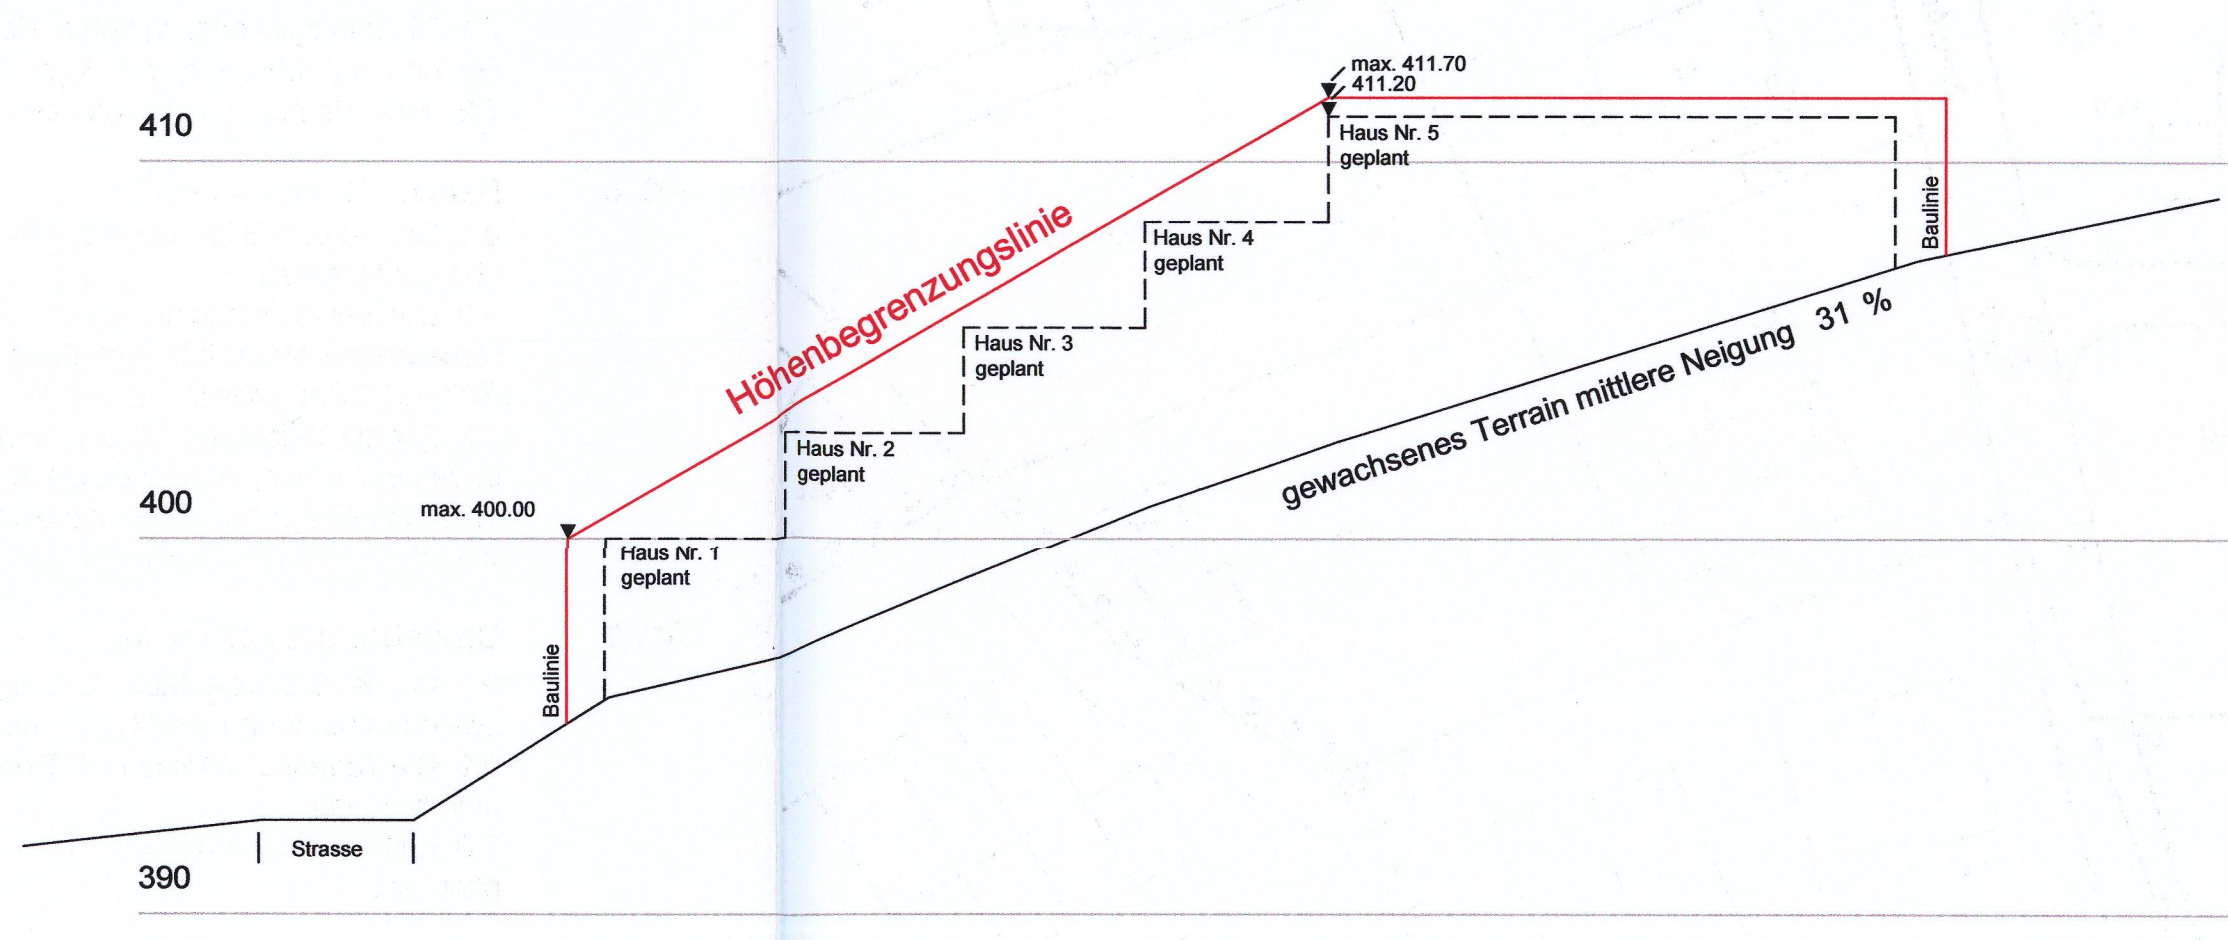 max. 411.70
411.20
410
Haus Nr. 5
geplant
Baulinie
Haus Nr. 4
geplant
Höhenbegrenzungslinie
gewachsenes Terrain mittlere Neigung 31 %
Haus Nr. 3
geplant
Haus Nr. 2
geplant
400
max. 400.00
Haus Nr. 1
geplant
Baulinie
Strasse
390